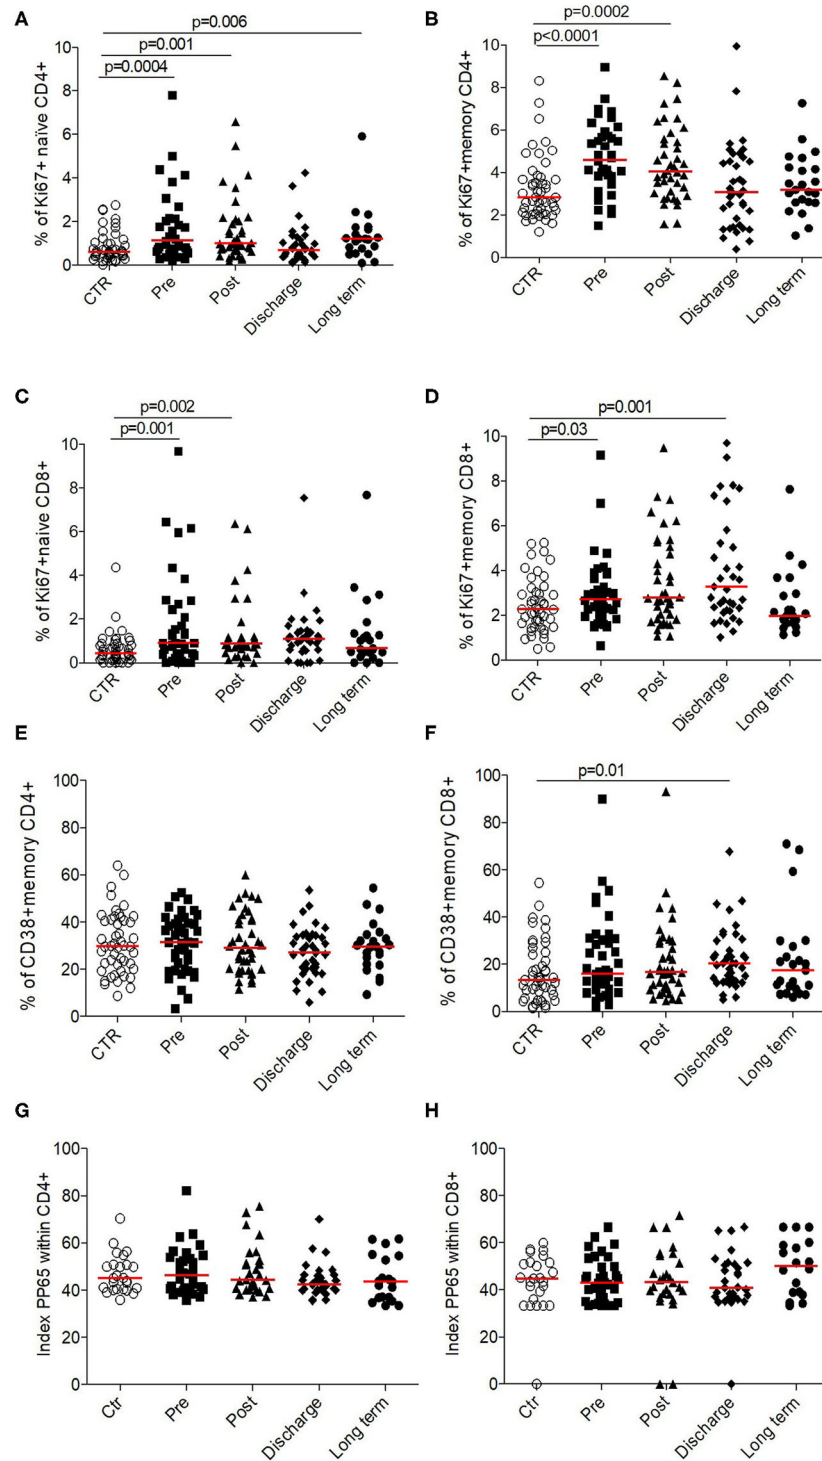 A
p=0.006
p=0.001
p=0.0004
% of Ki67+ naïve CD4+
10
8
6
4
2
0
CTR
Pre
Post
Discharge
Long term
B
p=0.0002
p<0.0001
% of Ki67+memory CD4+
10
8
6
4
2
0
CTR
Pre
Post
Discharge
Long term
C
p=0.002
p=0.001
% of Ki67+naive CD8+
10
8
6
4
2
0
CTR
Pre
Post
Discharge
Long term
D
p=0.001
p=0.03
% of Ki67+memory CD8+
10
8
6
4
2
0
CTR
Pre
Post
Discharge
Long term
E
% of CD38+memory CD4+
100
80
60
40
20
0
CTR
Pre
Post
Discharge
Long term
F
p=0.01
% of CD38+memory CD8+
100
80
60
40
20
0
CTR
Pre
Post
Discharge
Long term
G
Index PP65 within CD4+
100
80
60
40
20
0
Ctr
Pre
Post
Discharge
Long term
H
Index PP65 within CD8+
100
80
60
40
20
0
Ctr
Pre
Post
Discharge
Long term